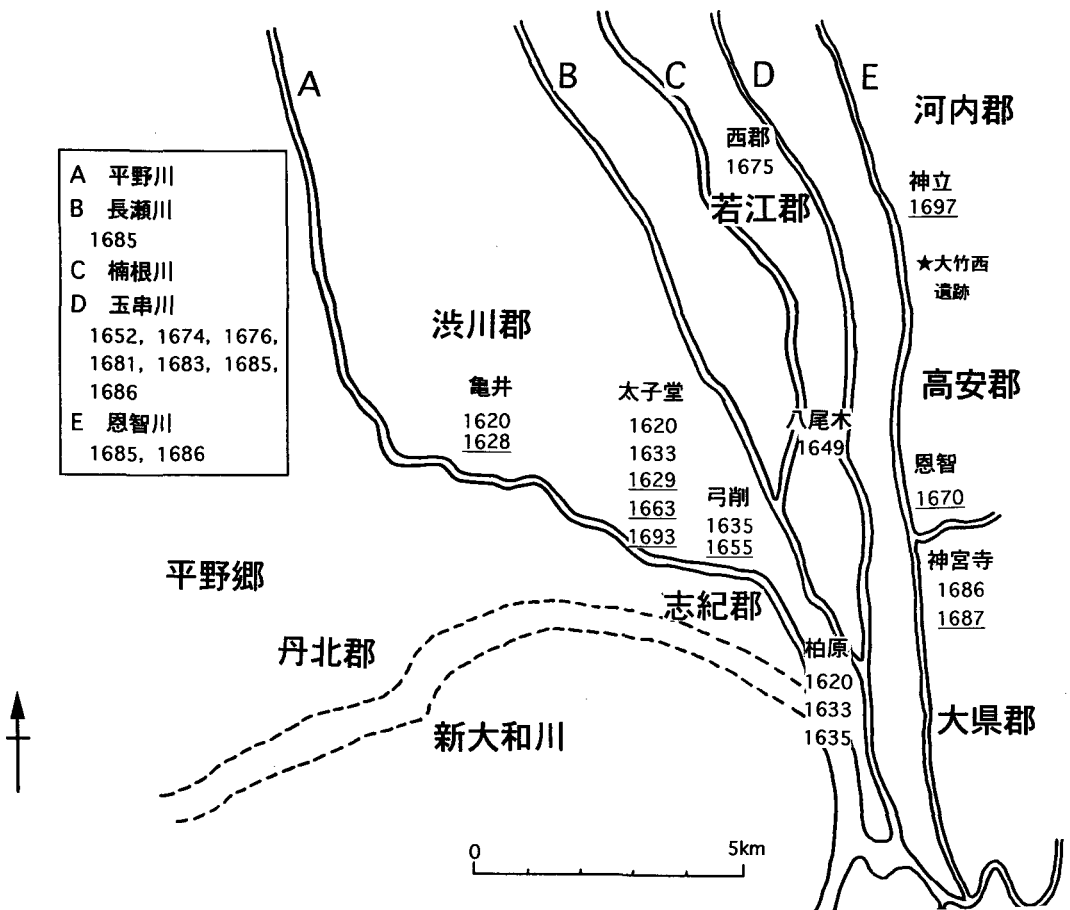 A
B
C
D
E
河内郡
西郡
1675
神立
1697
若江郡
★大竹西
遺跡
A 平野川
B 長瀬川
1685
C 楠根川
D 玉串川
1652, 1674, 1676,
1681, 1683, 1685,
1686
E 恩智川
1685, 1686
渋川郡
高安郡
亀井
1620
1628
太子堂
1620
1633
1629
1663
1693
八尾木
1649
弓削
1635
1655
恩智
1670
神宮寺
1686
1687
平野郷
志紀郡
丹北郡
柏原
1620
1633
1635
新大和川
大県郡
0 5km